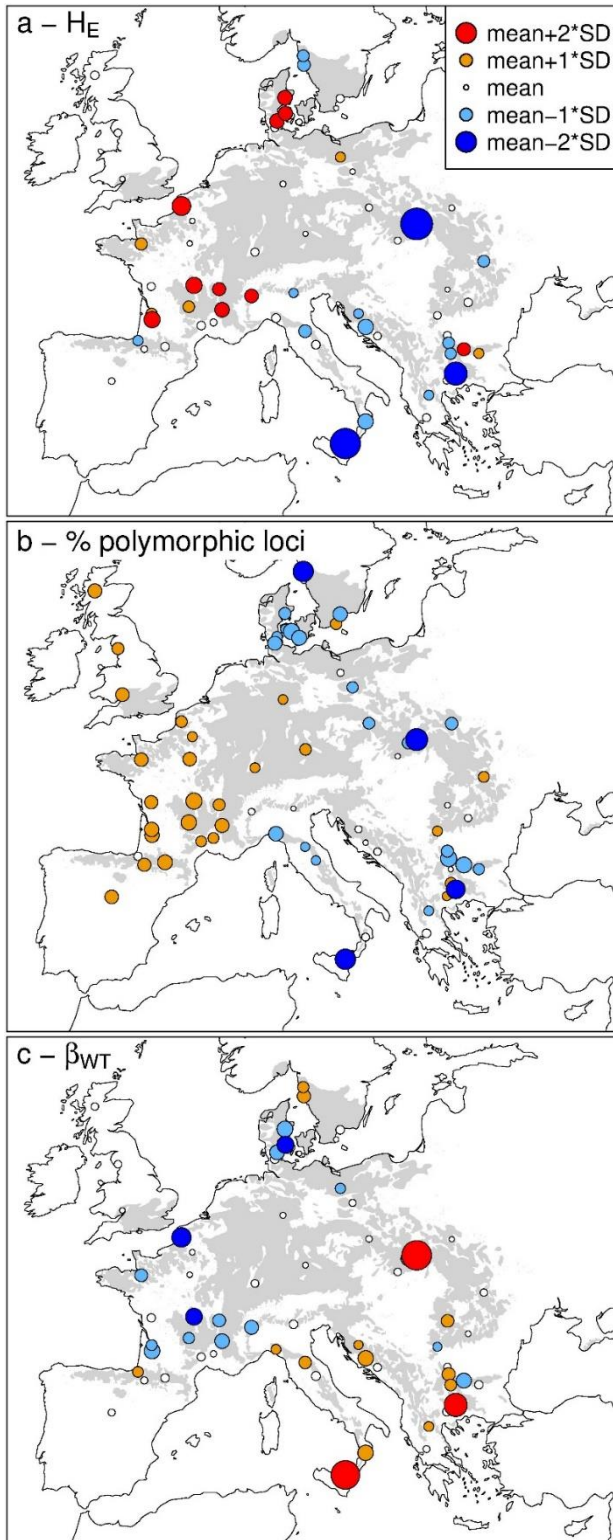 a – H_E
mean+2*SD
mean+1*SD
mean
mean−1*SD
mean−2*SD
b – % polymorphic loci
c – β_WT